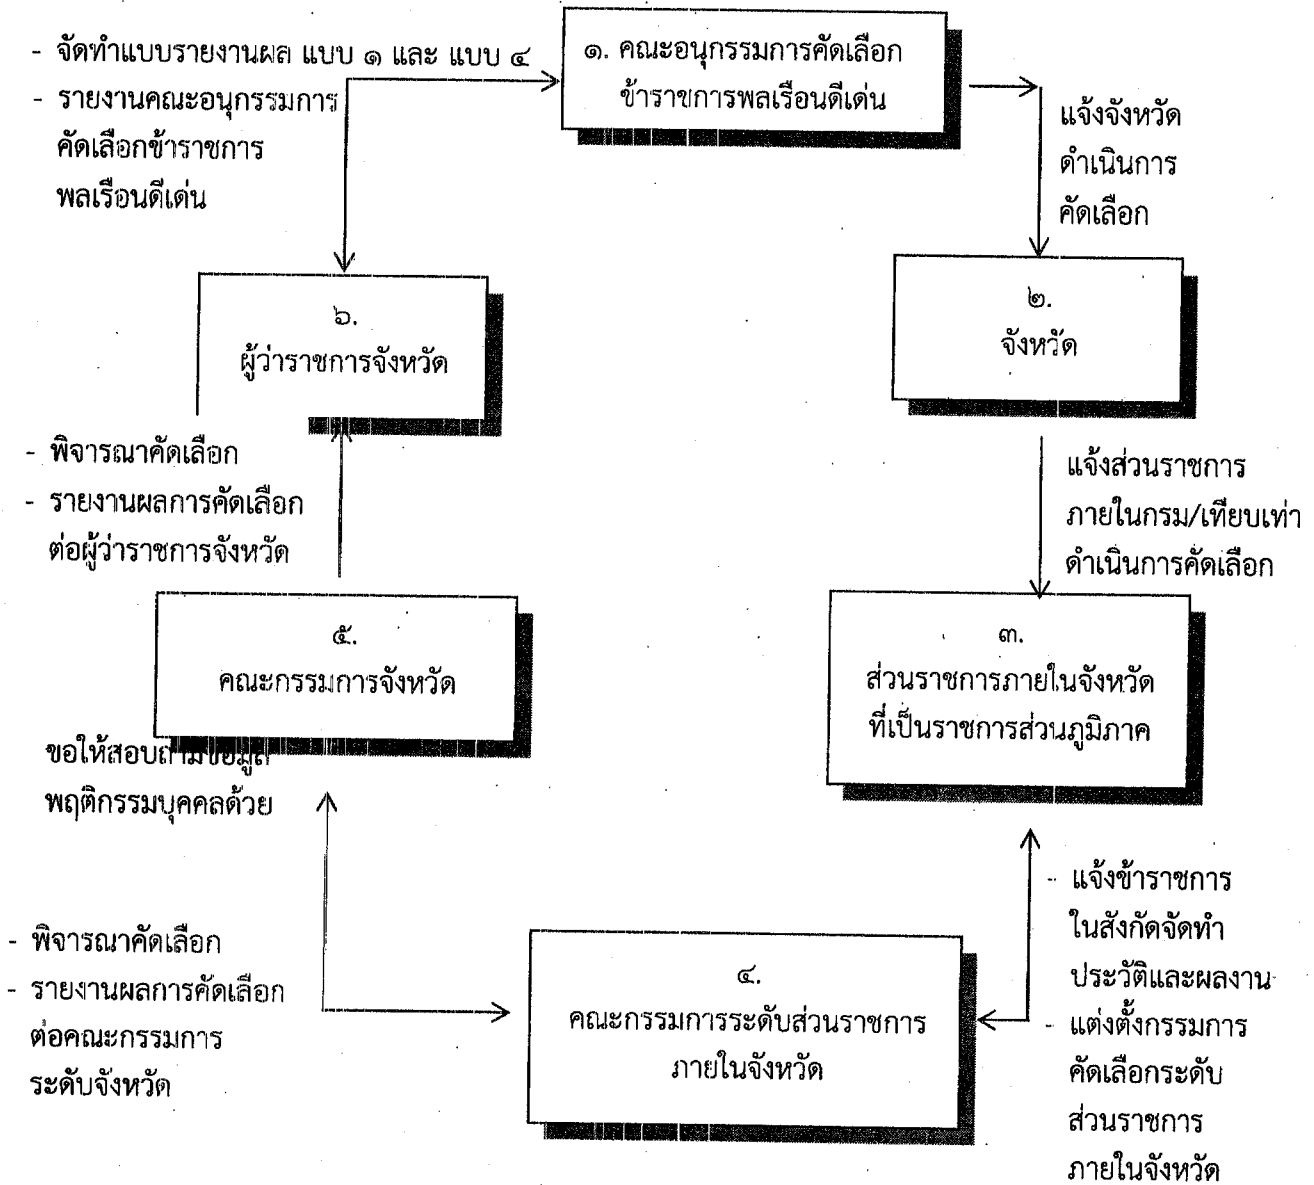 - จัดทำแบบรายงานผล แบบ ๑ และ แบบ ๔
- รายงานคณะอนุกรรมการ
คัดเลือกข้าราชการ
พลเรือนดีเด่น
๑. คณะอนุกรรมการคัดเลือก
ข้าราชการพลเรือนดีเด่น
แจ้งจังหวัด
ดำเนินการ
คัดเลือก
๒.
จังหวัด
แจ้งส่วนราชการ
ภายในกรม/เทียบเท่า
ดำเนินการคัดเลือก
๓.
ส่วนราชการภายในจังหวัด
ที่เป็นราชการส่วนภูมิภาค
- แจ้งข้าราชการ
ในสังกัดจัดทำ
ประวัติและผลงาน
- แต่งตั้งกรรมการ
คัดเลือกระดับ
ส่วนราชการ
ภายในจังหวัด
๔.
คณะกรรมการระดับส่วนราชการ
ภายในจังหวัด
- พิจารณาคัดเลือก
- รายงานผลการคัดเลือก
ต่อคณะกรรมการ
ระดับจังหวัด
ขอให้สอบถามข้อมูล
พฤติกรรมบุคคลด้วย
๕.
คณะกรรมการจังหวัด
- พิจารณาคัดเลือก
- รายงานผลการคัดเลือก
ต่อผู้ว่าราชการจังหวัด
๖.
ผู้ว่าราชการจังหวัด